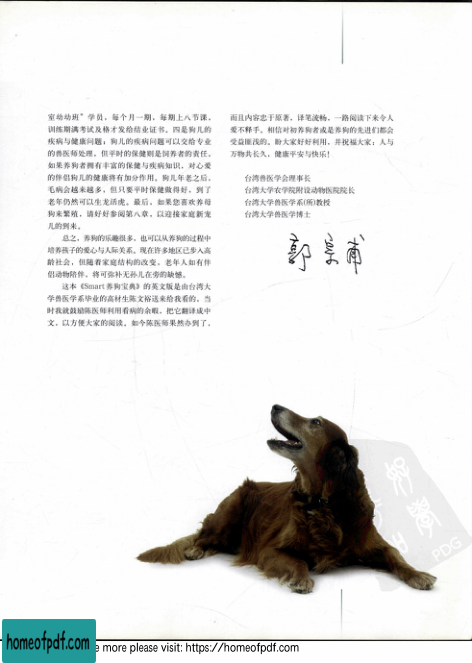 室动动班”学员，每个月一期，每期上八节课。
训练期满考试及格才发给结业证书。四是狗儿的
疾病与健康问题：狗儿的疾病问题可以交给专业
的兽医师处理，但平时的保健则是饲养者的责任。
如果养狗者拥有丰富的保健与疾病知识，对心爱
的伴侣狗儿的健康将有加分作用。狗儿年老之后，
毛病会越来越多，但只要平时保健做得好，到了
老年仍然可以生龙活虎。最后，如果您喜欢养母
狗来繁殖，请好好参阅第八章，以迎接家庭新宠
儿的到来。
总之，养狗的乐趣很多，也可以从养狗的过程中
培养孩子的爱心与人际关系。现在许多地区已步入高
龄社会，但随着家庭结构的改变，老年人如有伴
侣动物陪伴，将可弥补无孙儿在旁的缺憾。
这本《Smart 养狗宝典》的英文版是由台湾大
学兽医学系毕业的高材生陈文裕送来给我看的，当
时我就鼓励陈医师利用看病的余暇，把它翻译成中
文，以方便大家的阅读。如今陈医师果然办到了，
而且内容忠于原著，译笔流畅，一路阅读下来令人
爱不释手。相信对初养狗者或是养狗的先进们都会
受益匪浅的，盼大家好好利用，并祝福大家：人与
万物共长久，健康平安与快乐！
台湾兽医学会理事长
台湾大学农学院附设动物医院院长
台湾大学兽医学系(所)教授
台湾大学兽医学博士
PDG
homeofpdf.com
e more please visit: https://homeofpdf.com